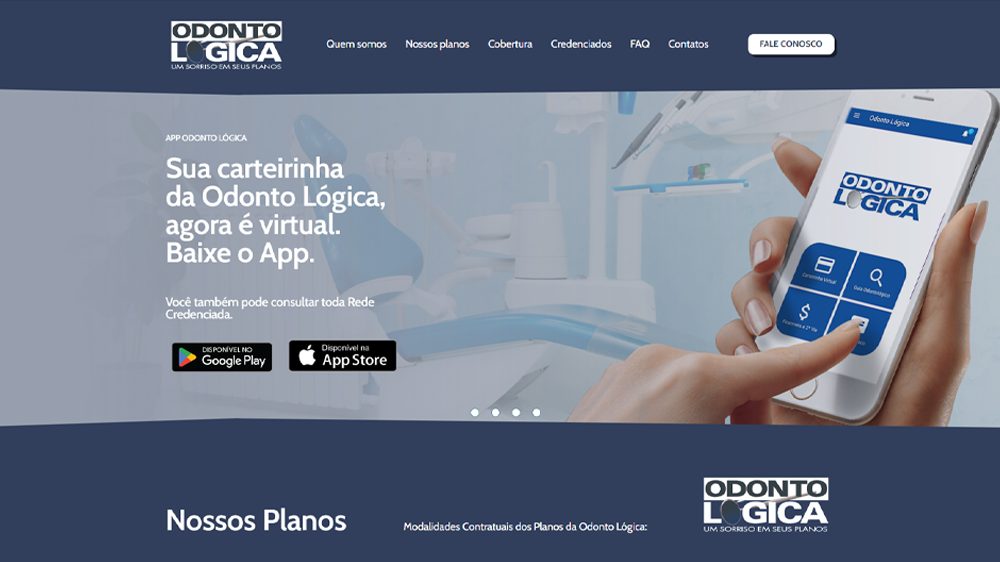 ODONTO
LÓGICA
UM SORRISO EM SEUS PLANOS
Quem somos
Nossos planos
Cobertura
Credenciados
FAQ
Contatos
FALE CONOSCO
APP ODONTO LÓGICA
Sua carteirinha
da Odonto Lógica,
agora é virtual.
Baixe o App.
Você também pode consultar toda Rede
Credenciada.
DISPONÍVEL NO
Google Play
Disponível na
App Store
Odonto Lógica
ODONTO
LÓGICA
Carteirinha Virtual
Guia Odontológico
Financeiro e 2ª Via
Nossos Planos
Modalidades Contratuais dos Planos da Odonto Lógica:
ODONTO
LÓGICA
UM SORRISO EM SEUS PLANOS